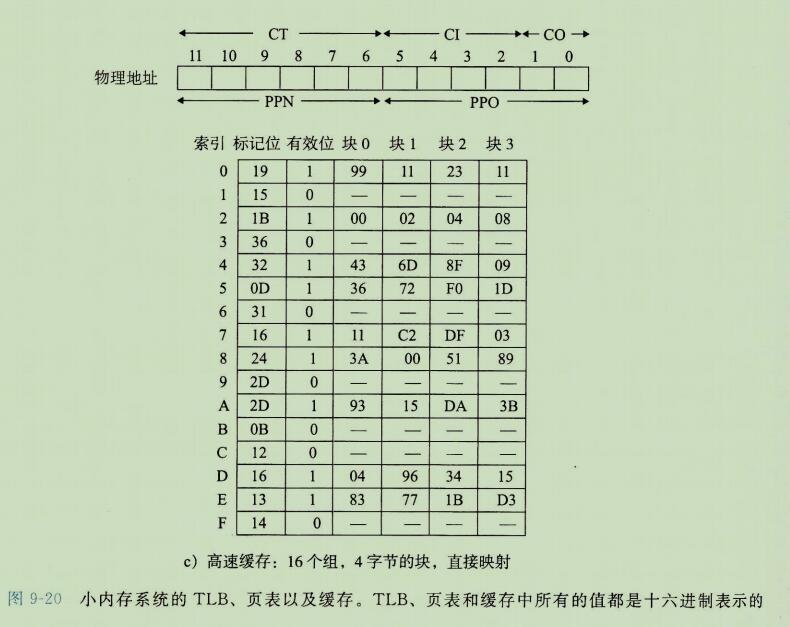 CT CI CO
11 10 9 8 7 6 5 4 3 2 1 0
物理地址
PPN PPO
索引 标记位 有效位 块0 块1 块2 块3
0 19 1 99 11 23 11
1 15 0 — — — —
2 1B 1 00 02 04 08
3 36 0 — — — —
4 32 1 43 6D 8F 09
5 0D 1 36 72 F0 1D
6 31 0 — — — —
7 16 1 11 C2 DF 03
8 24 1 3A 00 51 89
9 2D 0 — — — —
A 2D 1 93 15 DA 3B
B 0B 0 — — — —
C 12 0 — — — —
D 16 1 04 96 34 15
E 13 1 83 77 1B D3
F 14 0 — — — —
c）高速缓存：16个组，4字节的块，直接映射
图 9-20 小内存系统的 TLB、页表以及缓存。TLB、页表和缓存中所有的值都是十六进制表示的